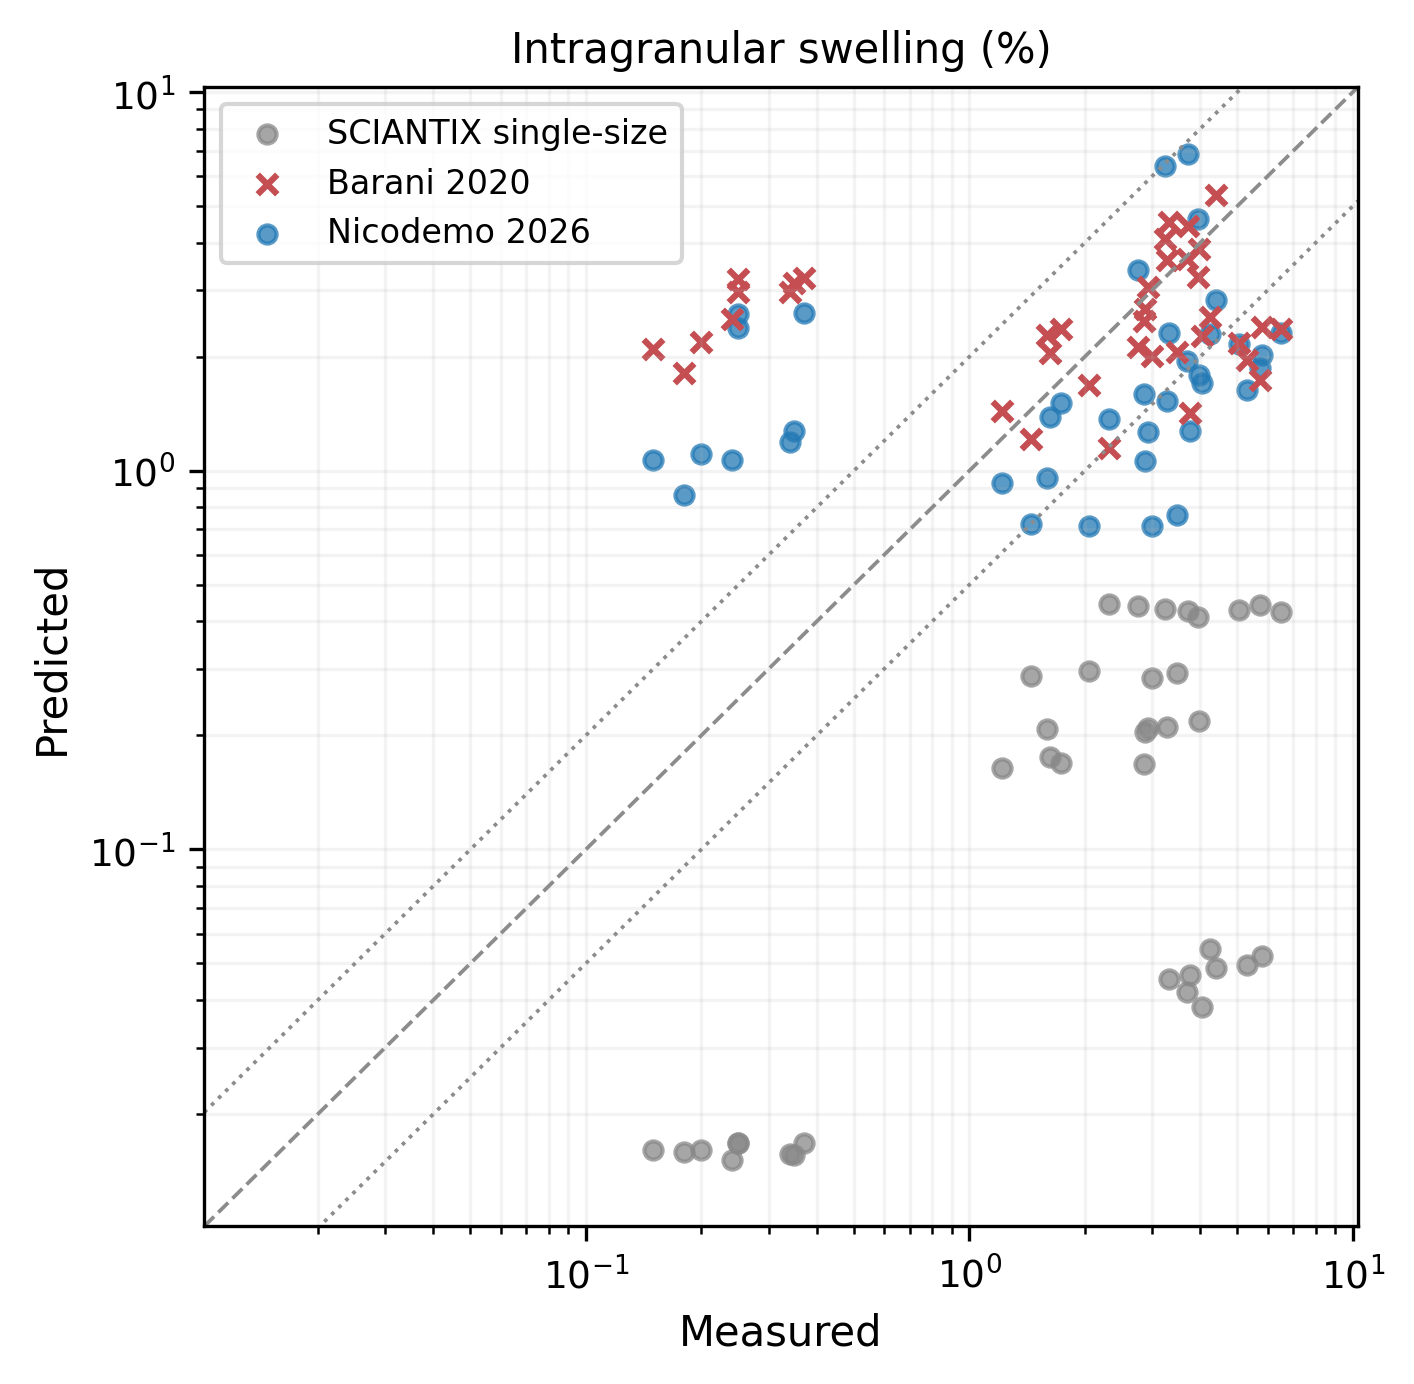 Intragranular swelling (%)
10¹
SCIANTIX single-size
Barani 2020
Nicodemo 2026
10⁰
Predicted
10⁻¹
10⁻¹
10⁰
10¹
Measured